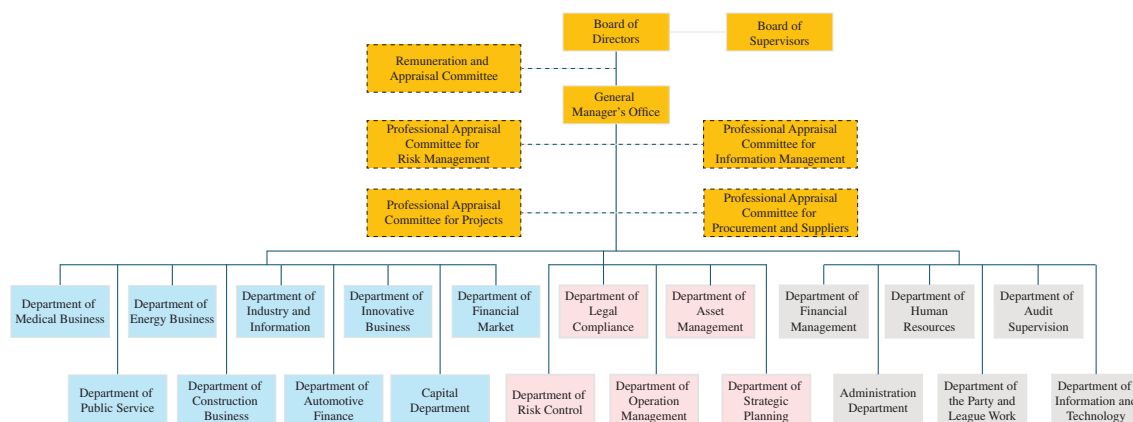 Board of
Directors
Board of
Supervisors
Remuneration and
Appraisal Committee
General
Manager's Office
Professional Appraisal
Committee for
Risk Management
Professional Appraisal
Committee for
Information Management
Professional Appraisal
Committee for Projects
Professional Appraisal
Committee for
Procurement and Suppliers
Department of
Medical Business
Department of
Energy Business
Department of
Industry and
Information
Department of
Innovative
Business
Department of
Financial
Market
Department of
Legal
Compliance
Department of
Asset
Management
Department of
Financial
Management
Department of
Human
Resources
Department of
Audit
Supervision
Department of
Public Service
Department of
Construction
Business
Department of
Automotive
Finance
Capital
Department
Department of
Risk Control
Department of
Operation
Management
Department of
Strategic
Planning
Administration
Department
Department of
the Party and
League Work
Department of
Information and
Technology